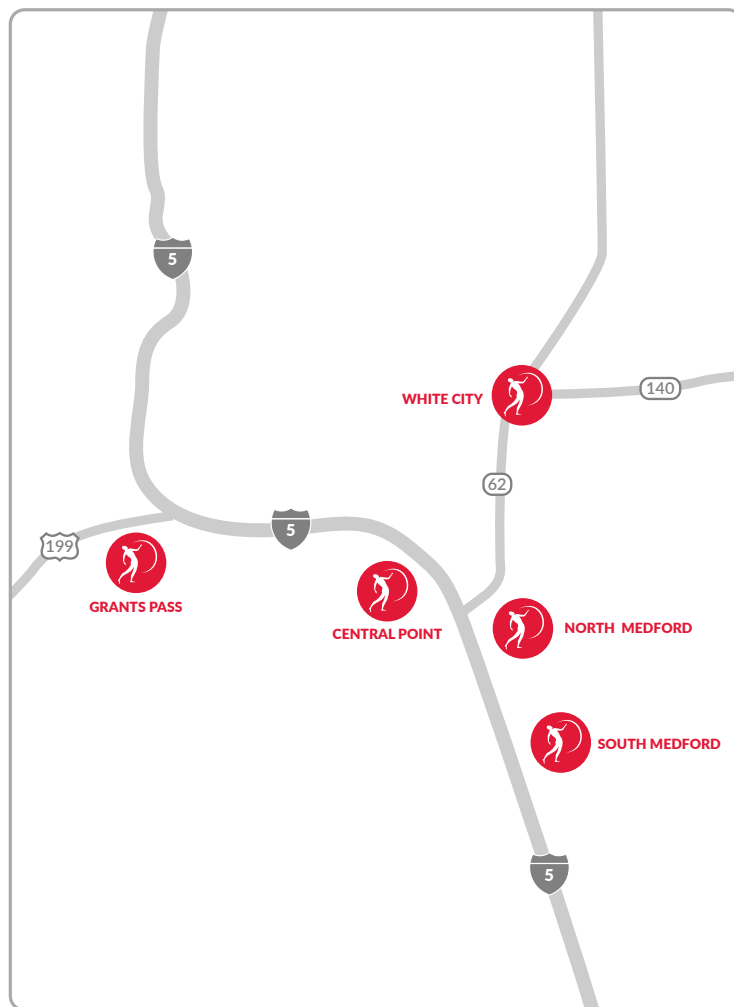 5
WHITE CITY
140
62
5
199
GRANTS PASS
CENTRAL POINT
NORTH MEDFORD
SOUTH MEDFORD
5